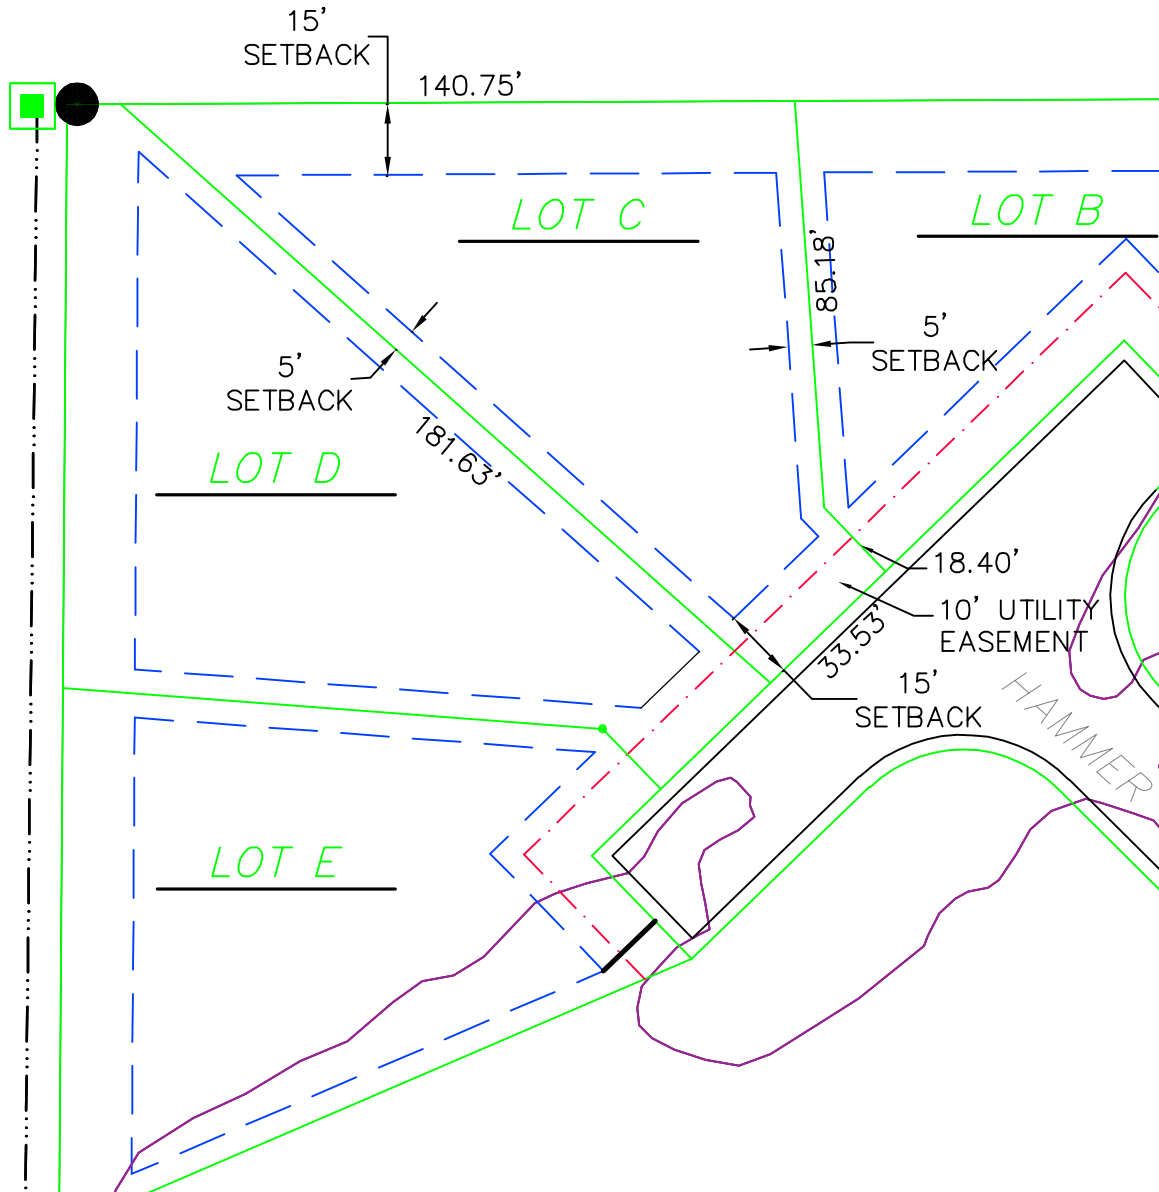 15'
SETBACK
140.75'
LOT C
LOT B
85.18'
5'
SETBACK
5'
SETBACK
181.63'
LOT D
18.40'
10' UTILITY
EASEMENT
33.53'
15'
SETBACK
HAMMER
LOT E